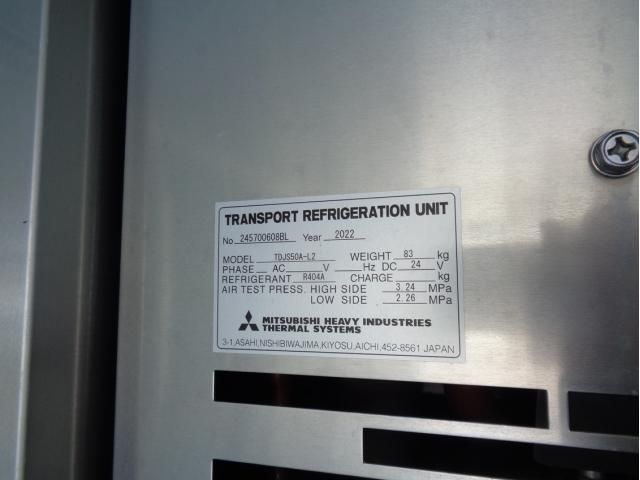 TRANSPORT REFRIGERATION UNIT
No 245700608BL Year 2022
MODEL TDJS50A-L2 WEIGHT 83 kg
PHASE AC V Hz DC 24 V
REFRIGERANT R404A CHARGE kg
AIR TEST PRESS. HIGH SIDE 3.24 MPa
LOW SIDE 2.26 MPa
MITSUBISHI HEAVY INDUSTRIES
THERMAL SYSTEMS
3-1,ASAHI,NISHIBIWAJIMA,KIYOSU,AICHI,452-8561 JAPAN